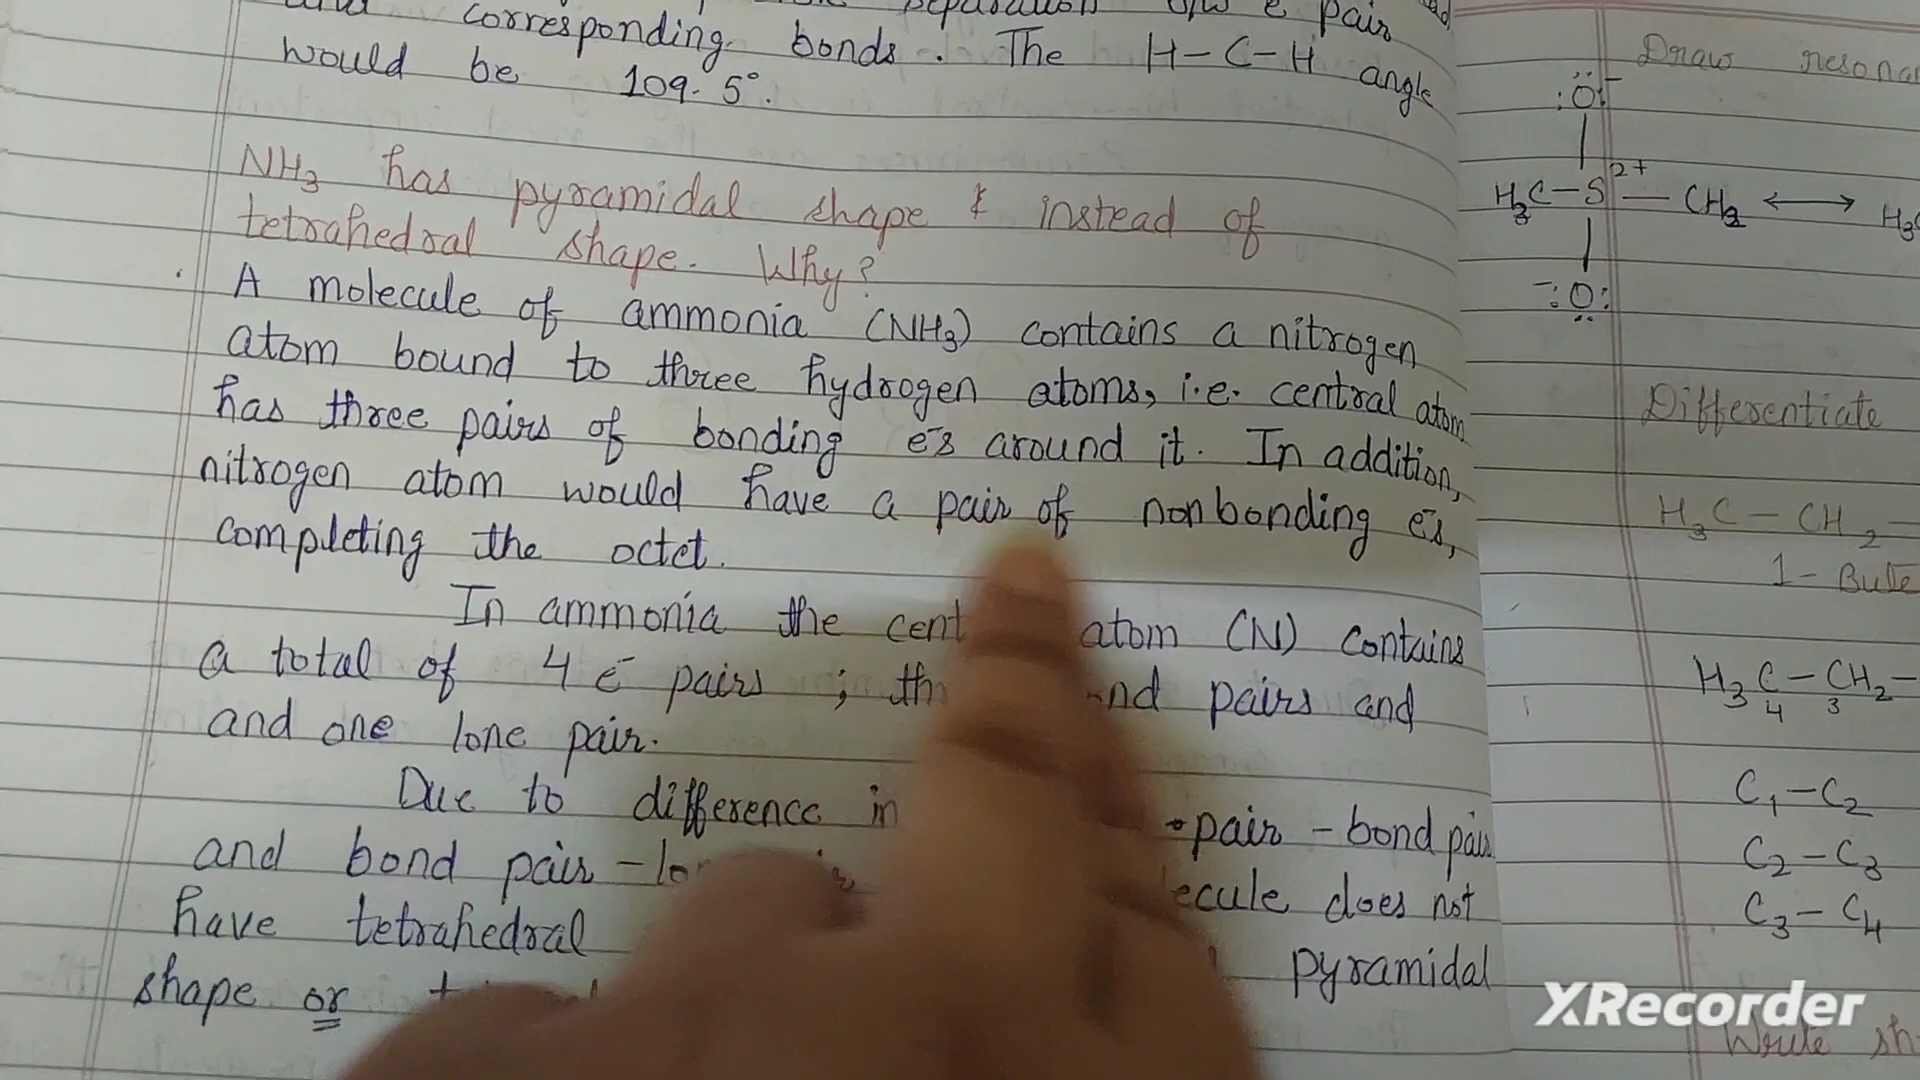 corresponding bonds. The H-C-H angle
would be 109.5°.
NH₃ has pyramidal shape & instead of
tetrahedral shape. Why?
A molecule of ammonia (NH₃) contains a nitrogen
atom bound to three hydrogen atoms, i.e. central atom
has three pairs of bonding e⁻s around it. In addition,
nitrogen atom would have a pair of nonbonding e⁻s,
completing the octet.
In ammonia the cent atom (N) contains
a total of 4 e⁻ pairs ; th nd pairs and
and one lone pair.
Due to difference in pair - bond pair
and bond pair - lo ecule does not
have tetrahedral pyramidal
shape or
Draw resona
:Ö:⁻
H₃C-S²⁺-CH₃ ⟷ H₃C
⁻:Ö:
Differentiate
H₃C-CH₂-
1-Bute
H₃C-CH₂-
4 3
C₁-C₂
C₂-C₃
C₃-C₄
Write sh
XRecorder